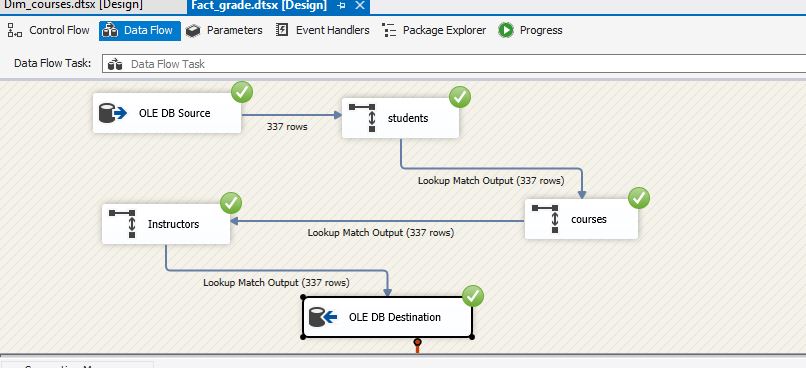 Dim_courses.dtsx [Design]
Fact_grade.dtsx [Design]
Control Flow
Data Flow
Parameters
Event Handlers
Package Explorer
Progress
Data Flow Task:
Data Flow Task
OLE DB Source
337 rows
students
Lookup Match Output (337 rows)
courses
Lookup Match Output (337 rows)
Instructors
Lookup Match Output (337 rows)
OLE DB Destination